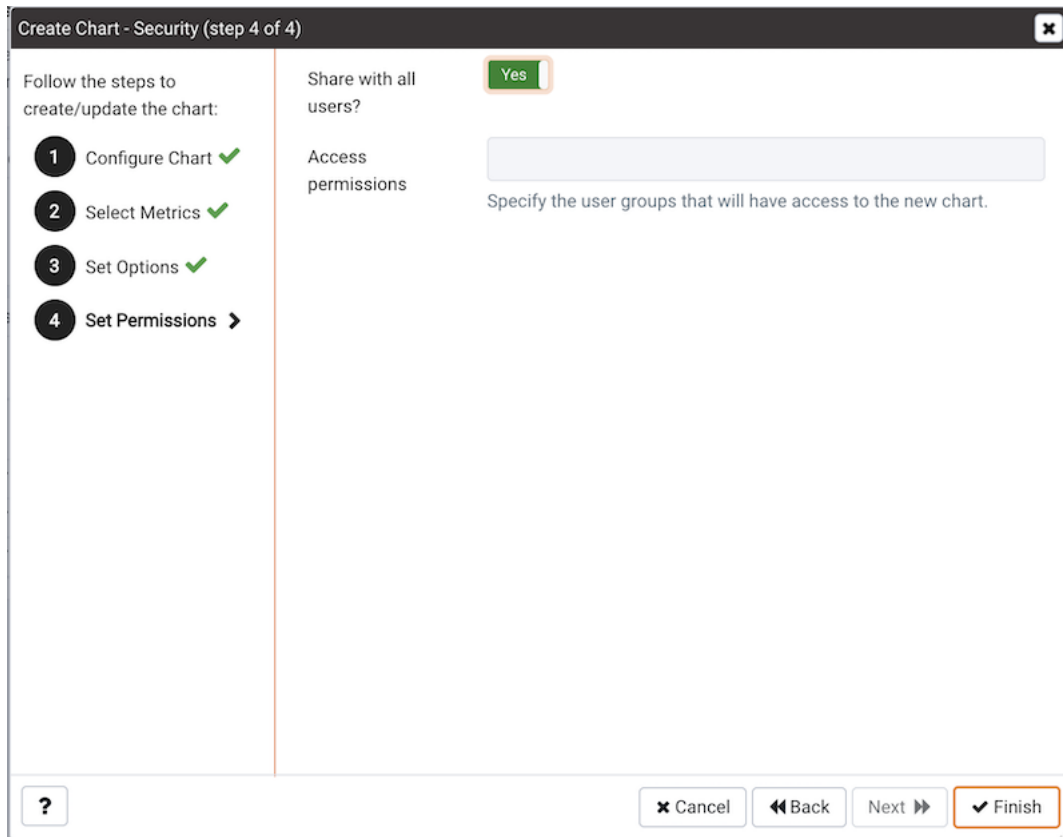 Create Chart - Security (step 4 of 4)
Follow the steps to
create/update the chart:
1 Configure Chart
2 Select Metrics
3 Set Options
4 Set Permissions
Share with all
users?
Yes
Access
permissions
Specify the user groups that will have access to the new chart.
?
Cancel
Back
Next
Finish